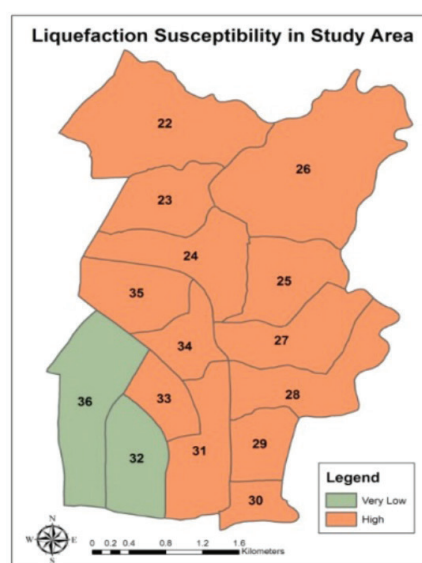 Liquefaction Susceptibility in Study Area
22
26
23
24
25
35
27
34
36
33
28
32
31
29
30
Legend
Very Low
High
N
W E
S
0 0.2 0.4 0.8 1.2 1.6
Kilometers